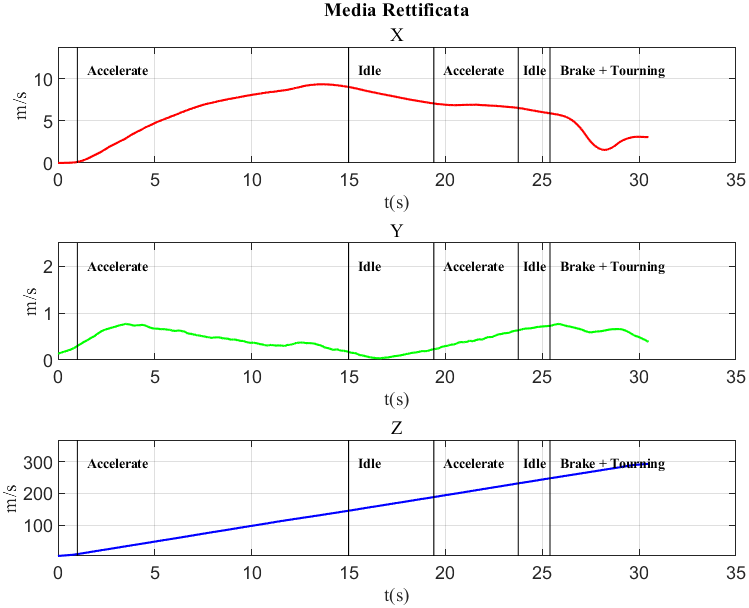 Media Rettificata
X
Accelerate Idle Accelerate Idle Brake + Tourning
10
5
0
m/s
0 5 10 15 20 25 30 35
t(s)
Y
Accelerate Idle Accelerate Idle Brake + Tourning
2
1
0
m/s
0 5 10 15 20 25 30 35
t(s)
Z
Accelerate Idle Accelerate Idle Brake + Tourning
300
200
100
m/s
0 5 10 15 20 25 30 35
t(s)